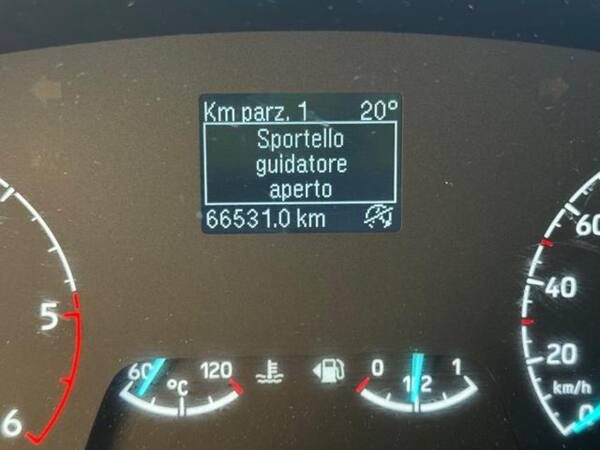 Km parz. 1 20°
Sportello
guidatore
aperto
66531.0 km
5
6
60 120
°C
0 1
1/2
60
40
20
km/h
0